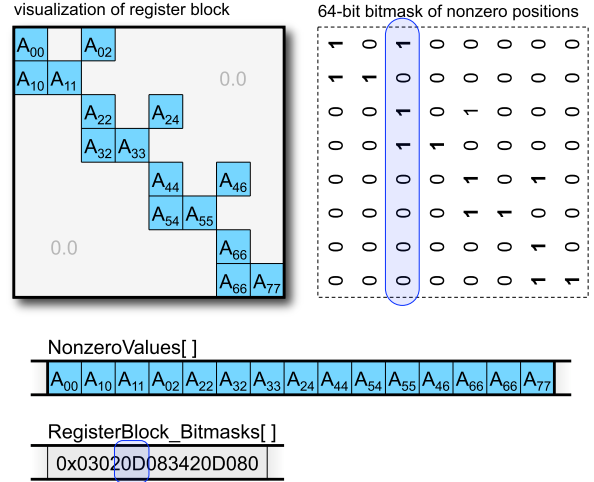 visualization of register block
A00 A02
A10 A11
0.0
A22 A24
A32 A33
A44 A46
A54 A55
0.0
A66
A66 A77
64-bit bitmask of nonzero positions
1 0 1 0 0 0 0 0
1 1 0 0 0 0 0 0
0 0 1 0 1 0 0 0
0 0 1 1 0 0 0 0
0 0 0 0 1 0 1 0
0 0 0 0 1 1 0 0
0 0 0 0 0 0 1 0
0 0 0 0 0 0 1 1
NonzeroValues[ ]
A00 A10 A11 A02 A22 A32 A33 A24 A44 A54 A55 A46 A66 A66 A77
RegisterBlock_Bitmasks[ ]
0x03020D083420D080